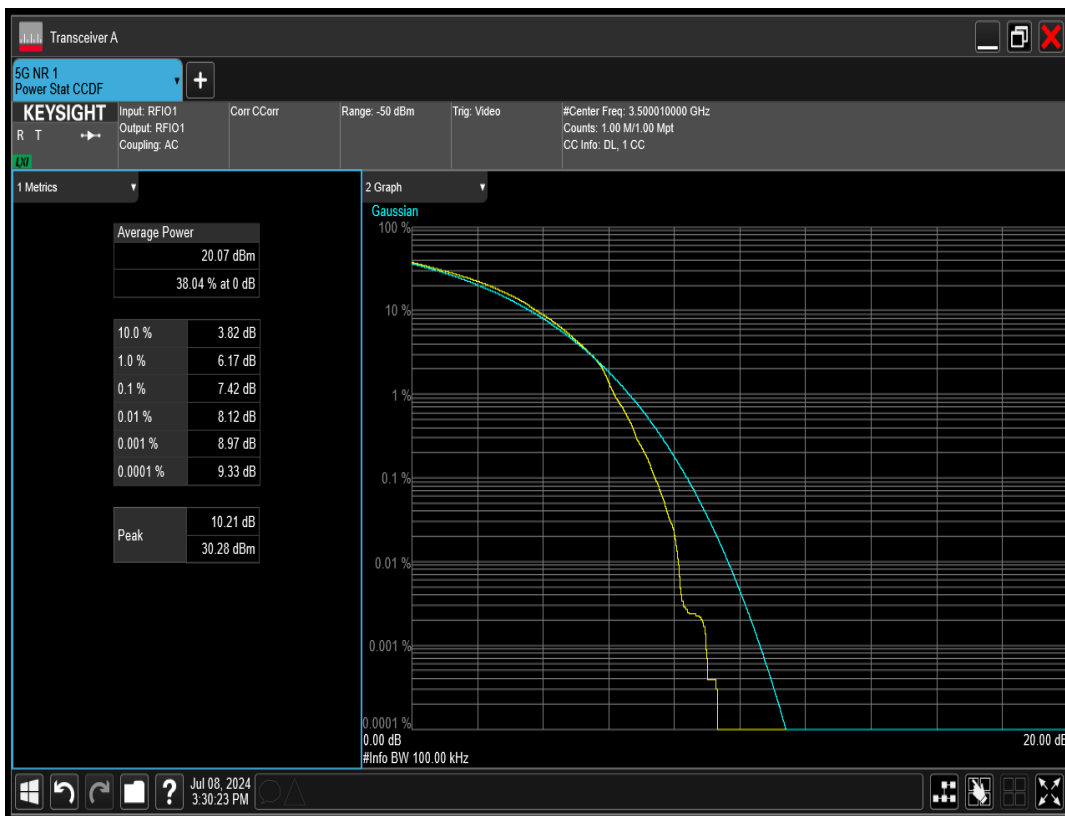 Transceiver A
5G NR 1
Power Stat CCDF
+
KEYSIGHT
R T
LXI
Input: RFIO1
Output: RFIO1
Coupling: AC
Corr CCorr
Range: -50 dBm
Trig: Video
#Center Freq: 3.500010000 GHz
Counts: 1.00 M/1.00 Mpt
CC Info: DL, 1 CC
1 Metrics
Average Power
20.07 dBm
38.04 % at 0 dB
10.0 % 3.82 dB
1.0 % 6.17 dB
0.1 % 7.42 dB
0.01 % 8.12 dB
0.001 % 8.97 dB
0.0001 % 9.33 dB
Peak
10.21 dB
30.28 dBm
2 Graph
Gaussian
100 %
10 %
1 %
0.1 %
0.01 %
0.001 %
0.0001 %
0.00 dB
20.00 dB
#Info BW 100.00 kHz
?
Jul 08, 2024
3:30:23 PM